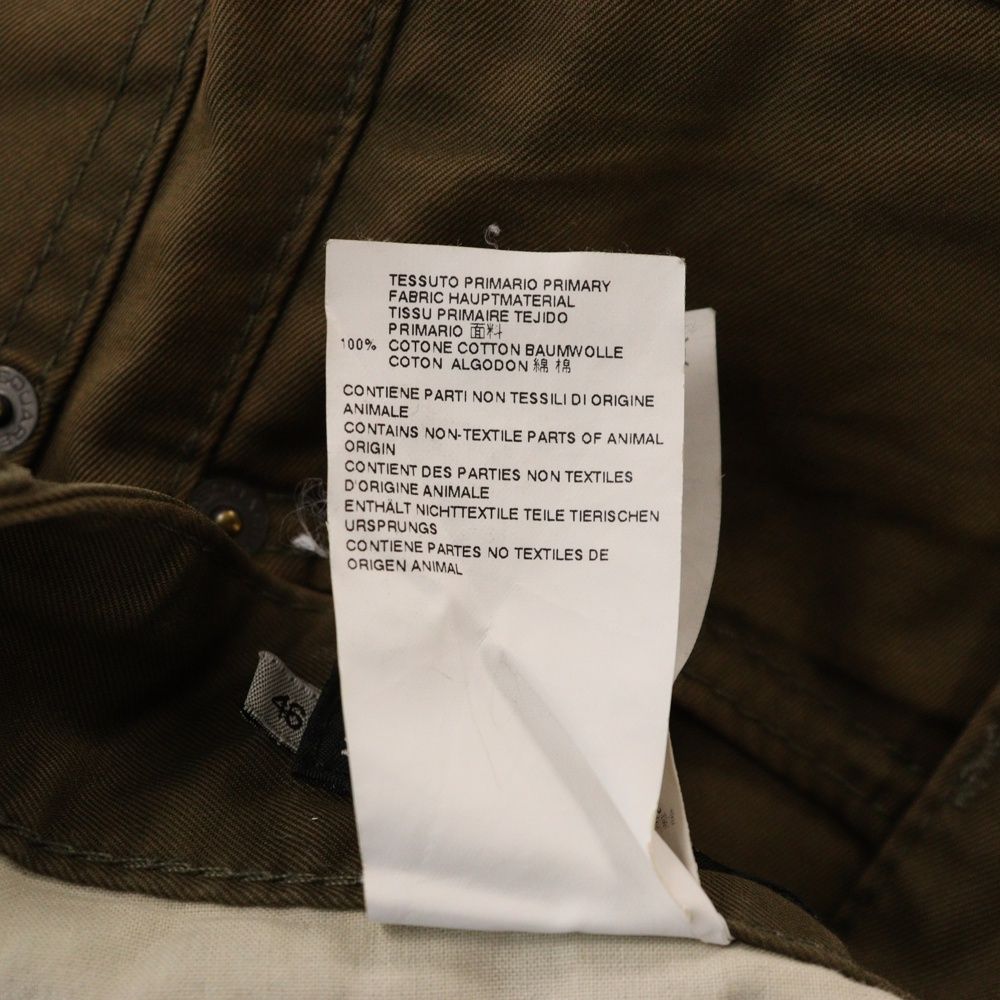 TESSUTO PRIMARIO PRIMARY
FABRIC HAUPTMATERIAL
TISSU PRIMAIRE TEJIDO
PRIMARIO 面料
100% COTONE COTTON BAUMWOLLE
COTON ALGODON 綿 棉
CONTIENE PARTI NON TESSILI DI ORIGINE
ANIMALE
CONTAINS NON-TEXTILE PARTS OF ANIMAL
ORIGIN
CONTIENT DES PARTIES NON TEXTILES
D'ORIGINE ANIMALE
ENTHÄLT NICHTTEXTILE TEILE TIERISCHEN
URSPRUNGS
CONTIENE PARTES NO TEXTILES DE
ORIGEN ANIMAL
46